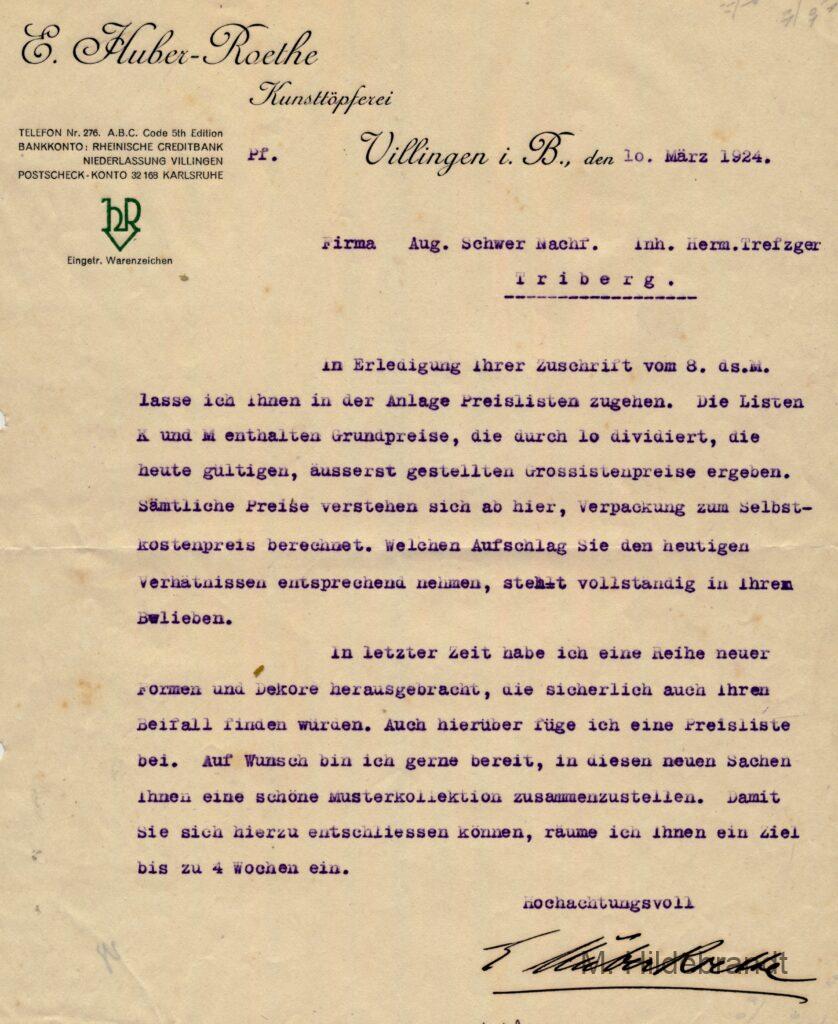 E. Huber-Roethe
Kunsttöpferei
TELEFON Nr. 276. A.B.C. Code 5th Edition
BANKKONTO: RHEINISCHE CREDITBANK
NIEDERLASSUNG VILLINGEN
POSTSCHECK-KONTO 32168 KARLSRUHE
Pf.
Villingen i. B., den 10. März 1924.
hR
Eingetr. Warenzeichen
Firma Aug. Schwer Nachf. Inh. Herm.Trefzger
Triberg.
In Erledigung Ihrer Zuschrift vom 8. ds.M.
lasse ich Ihnen in der Anlage Preislisten zugehen. Die Listen
K und M enthalten Grundpreise, die durch 10 dividiert, die
heute gültigen, äusserst gestellten Grossistenpreise ergeben.
Sämtliche Preise verstehen sich ab hier, Verpackung zum Selbst-
kostenpreis berechnet. Welchen Aufschlag Sie den heutigen
Verhätnissen entsprechend nehmen, steht vollständig in Ihrem
Belieben.
In letzter Zeit habe ich eine Reihe neuer
Formen und Dekore herausgebracht, die sicherlich auch Ihren
Beifall finden würden. Auch hierüber füge ich eine Preisliste
bei. Auf Wunsch bin ich gerne bereit, in diesen neuen Sachen
Ihnen eine schöne Musterkollektion zusammenzustellen. Damit
Sie sich hierzu entschliessen können, räume ich Ihnen ein Ziel
bis zu 4 Wochen ein.
Hochachtungsvoll
E Huber Roethe
M. Hildebrandt